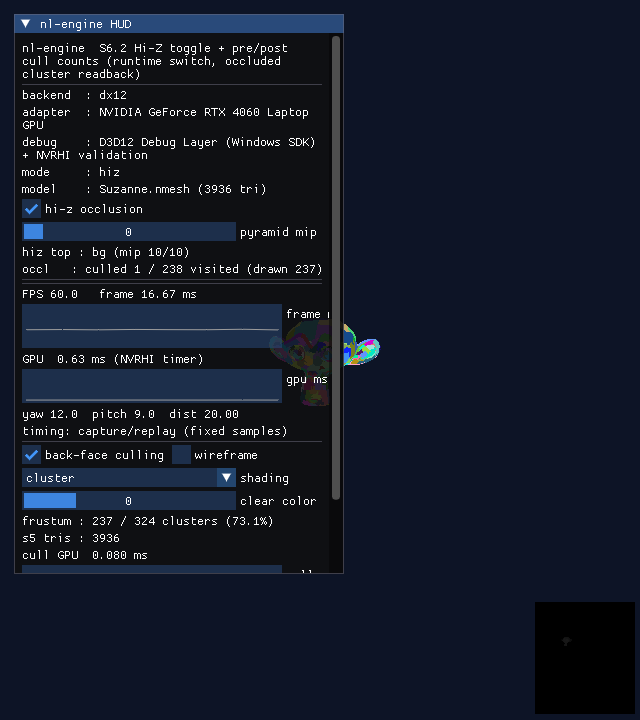 nl-engine HUD
nl-engine  S6.2 Hi-Z toggle + pre/post
cull counts (runtime switch, occluded
cluster readback)
backend  : dx12
adapter  : NVIDIA GeForce RTX 4060 Laptop
GPU
debug    : D3D12 Debug Layer (Windows SDK)
+ NVRHI validation
mode     : hiz
model    : Suzanne.nmesh (3936 tri)
hi-z occlusion
0 pyramid mip
hiz top : bg (mip 10/10)
occl   : culled 1 / 238 visited (drawn 237)
FPS 60.0   frame 16.67 ms
frame
GPU  0.63 ms (NVRHI timer)
gpu ms
yaw 12.0  pitch 9.0  dist 20.00
timing: capture/replay (fixed samples)
back-face culling wireframe
cluster shading
0 clear color
frustum : 237 / 324 clusters (73.1%)
s5 tris : 3936
cull GPU  0.080 ms